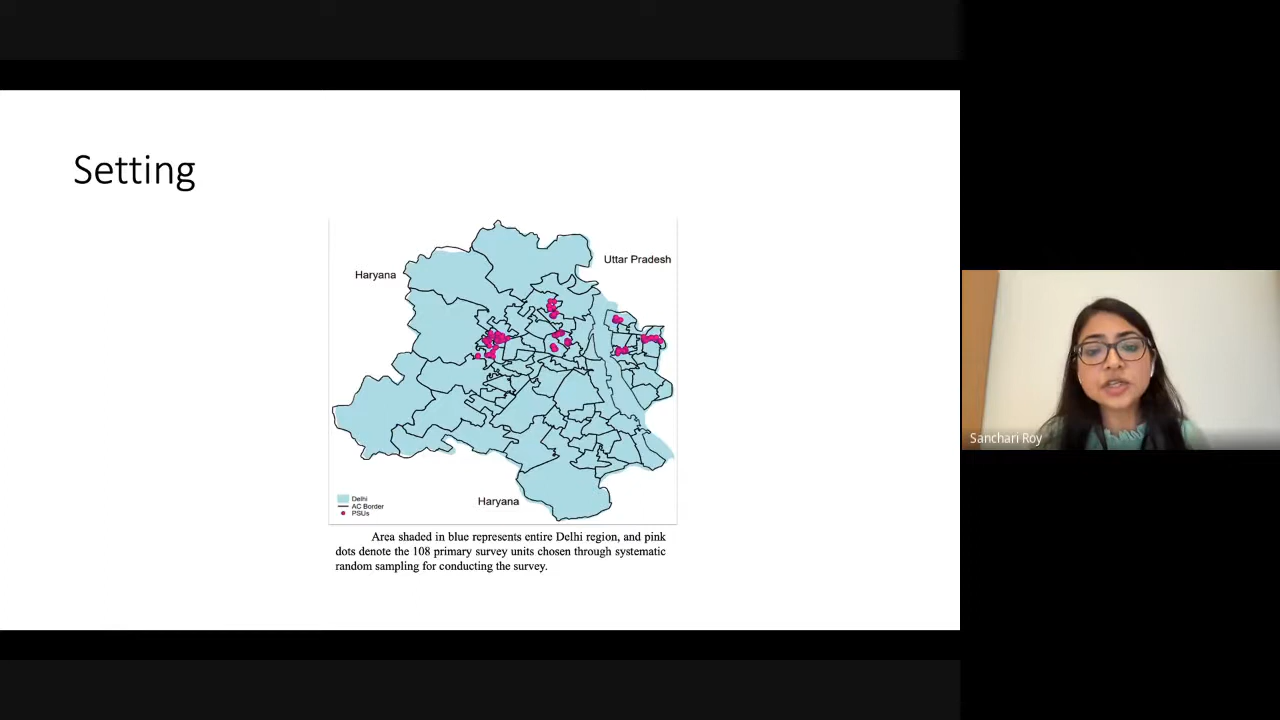 Setting
Uttar Pradesh
Haryana
Haryana
Delhi
AC Border
PSUs
Area shaded in blue represents entire Delhi region, and pink
dots denote the 108 primary survey units chosen through systematic
random sampling for conducting the survey.
Sanchari Roy